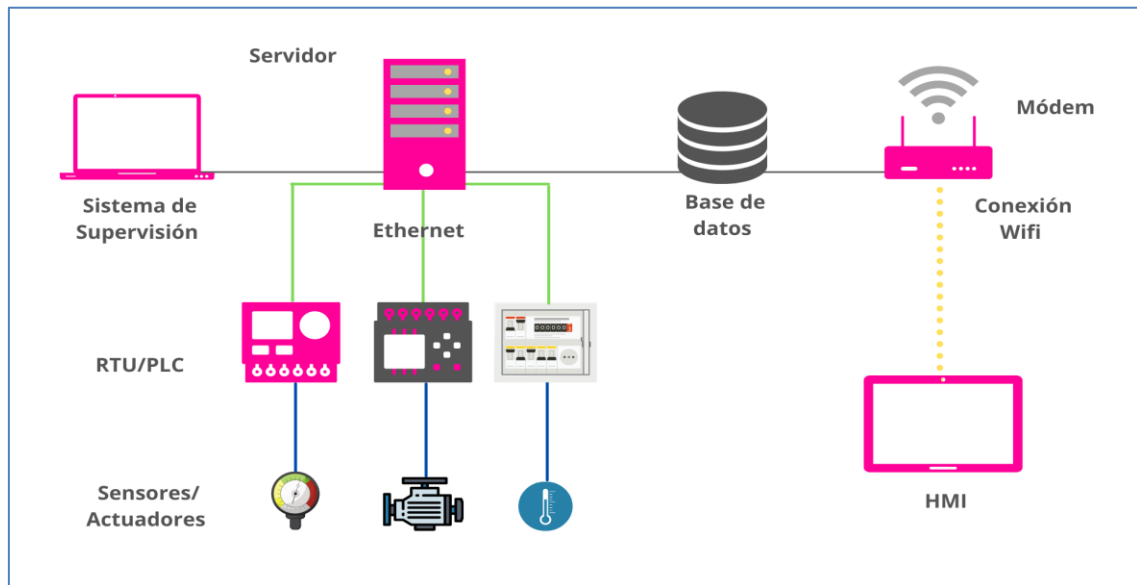 Servidor
Módem
Sistema de
Supervisión
Ethernet
Base de
datos
Conexión
Wifi
RTU/PLC
Sensores/
Actuadores
HMI